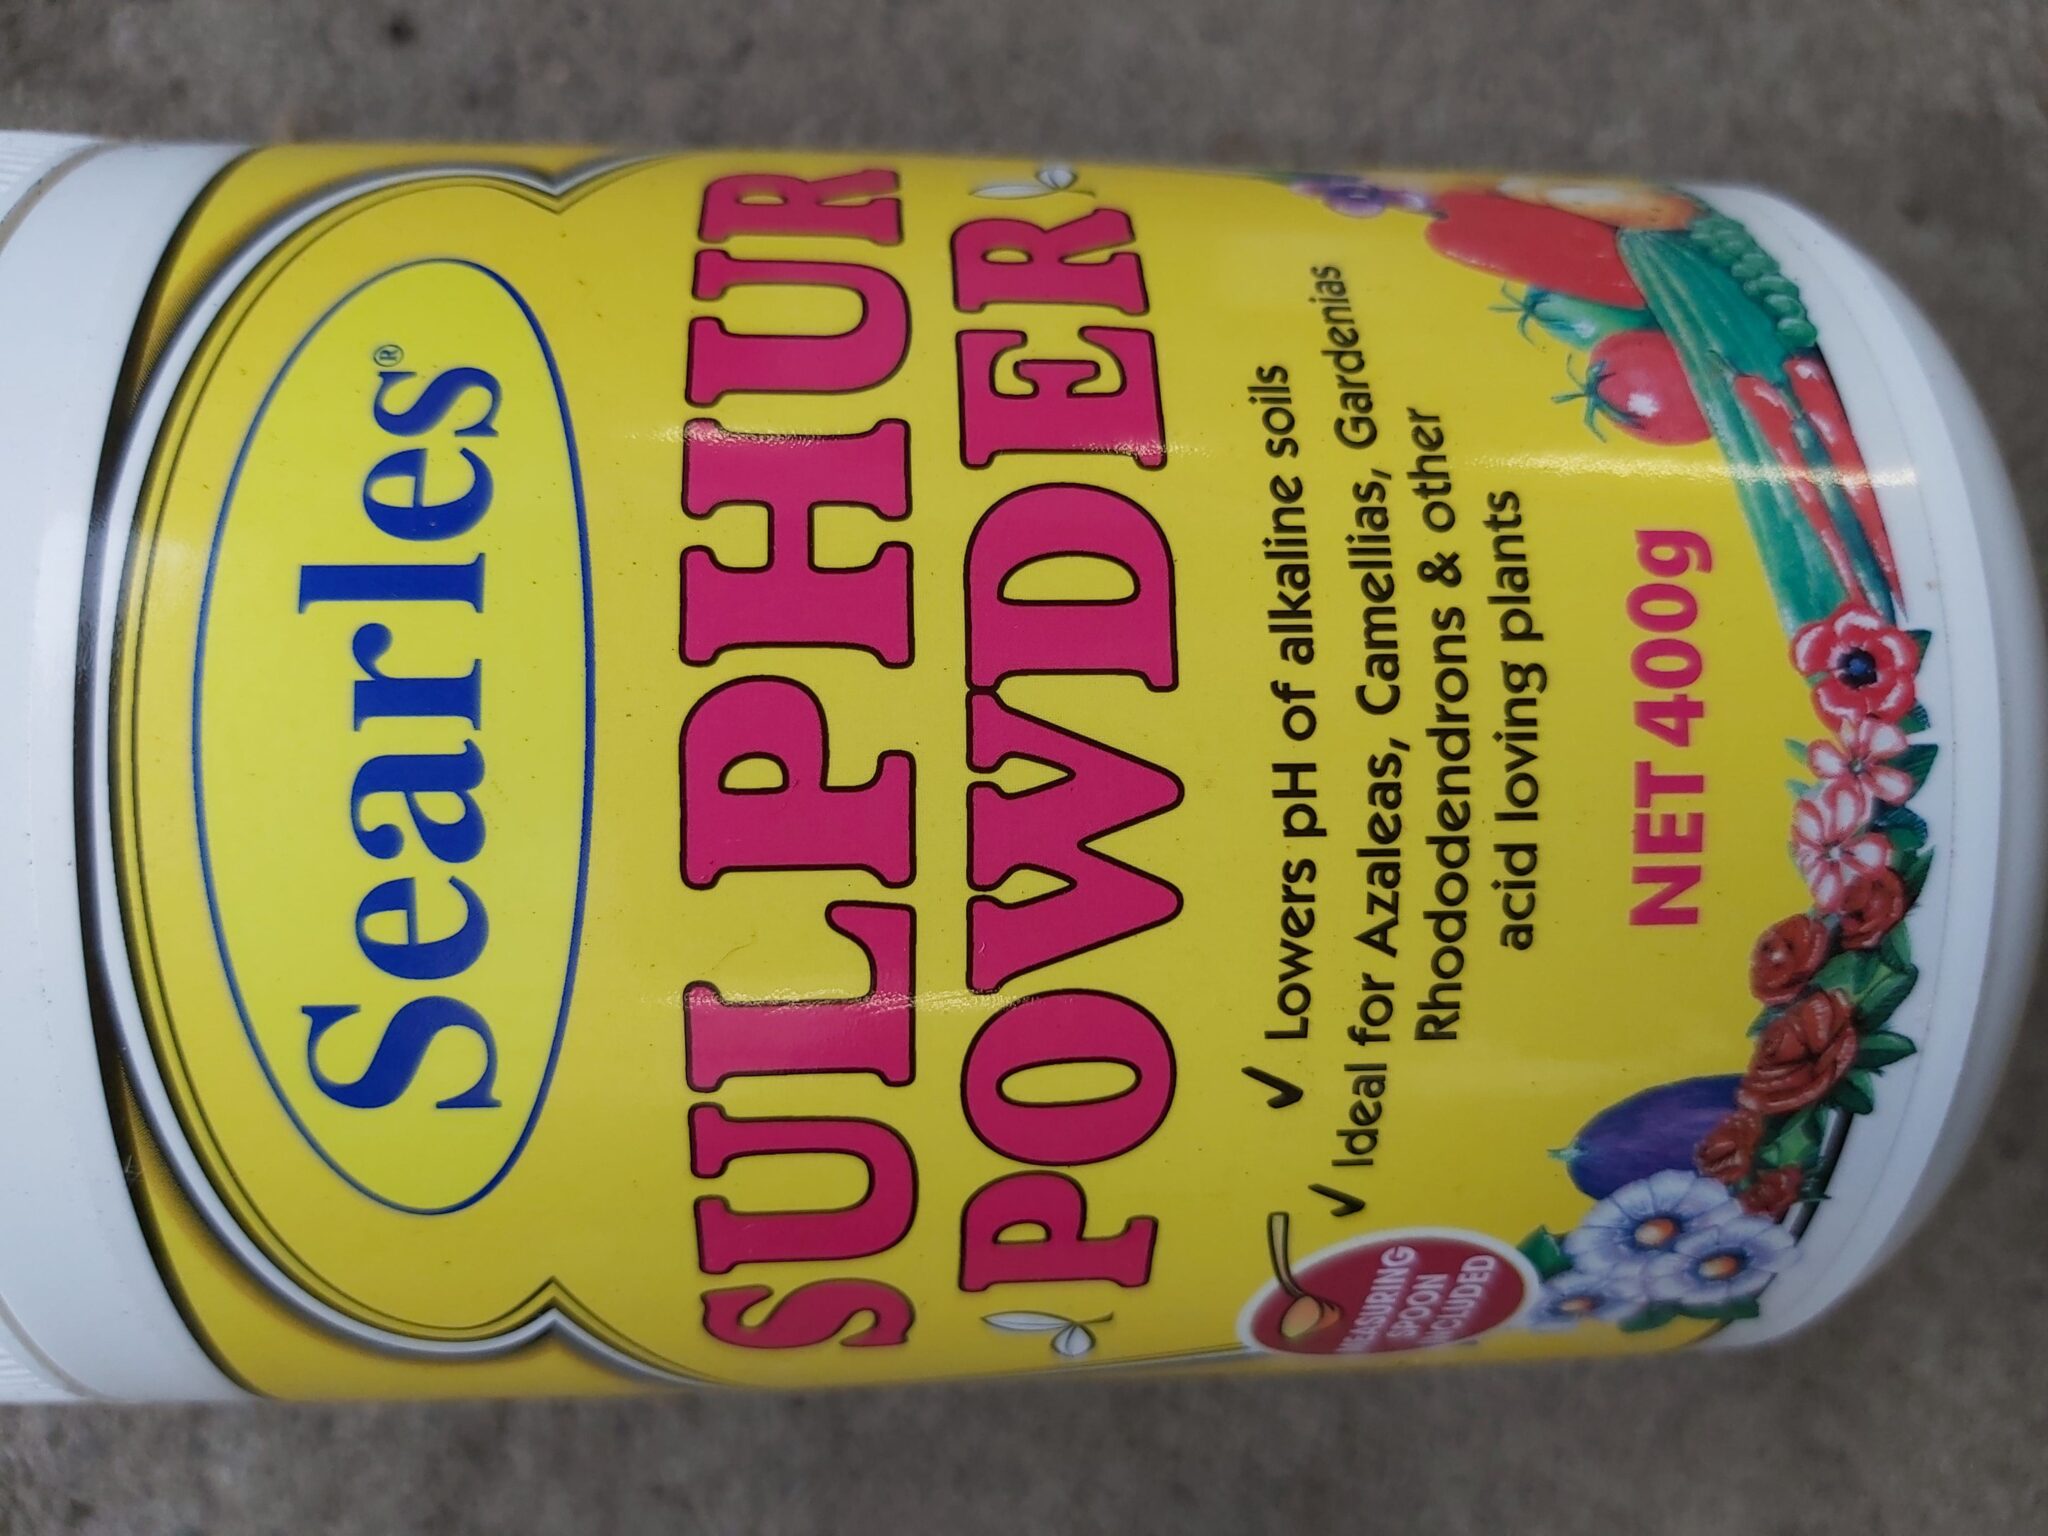 Searles®
SULPHUR
POWDER
✓ Lowers pH of alkaline soils
✓ Ideal for Azaleas, Camellias, Gardenias
Rhododendrons & other
acid loving plants
MEASURING
SPOON
INCLUDED
NET 400g